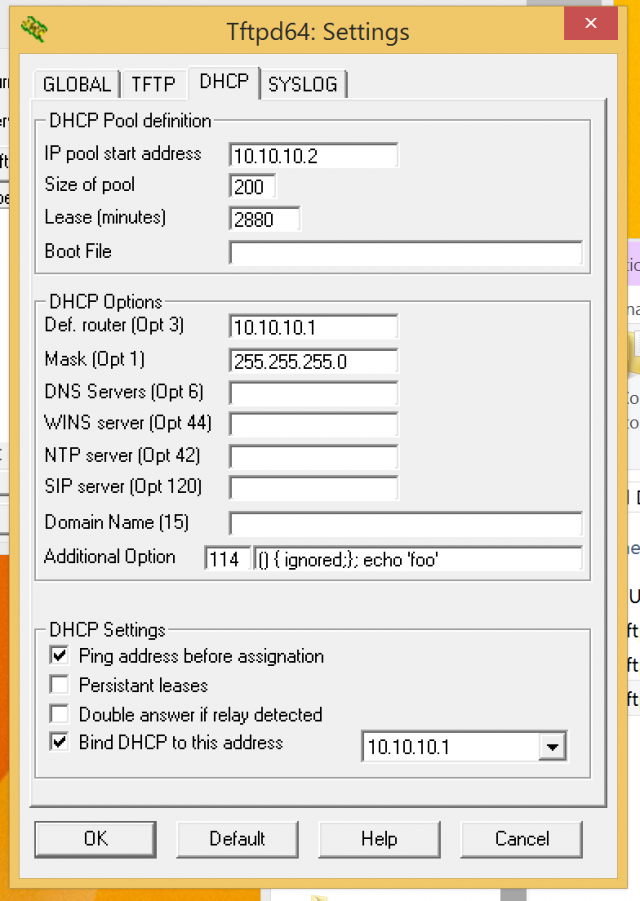 Tftpd64: Settings
GLOBAL TFTP DHCP SYSLOG
DHCP Pool definition
IP pool start address 10.10.10.2
Size of pool 200
Lease (minutes) 2880
Boot File
DHCP Options
Def. router (Opt 3) 10.10.10.1
Mask (Opt 1) 255.255.255.0
DNS Servers (Opt 6)
WINS server (Opt 44)
NTP server (Opt 42)
SIP server (Opt 120)
Domain Name (15)
Additional Option 114 () { ignored;}; echo 'foo'
DHCP Settings
Ping address before assignation
Persistant leases
Double answer if relay detected
Bind DHCP to this address 10.10.10.1
OK Default Help Cancel